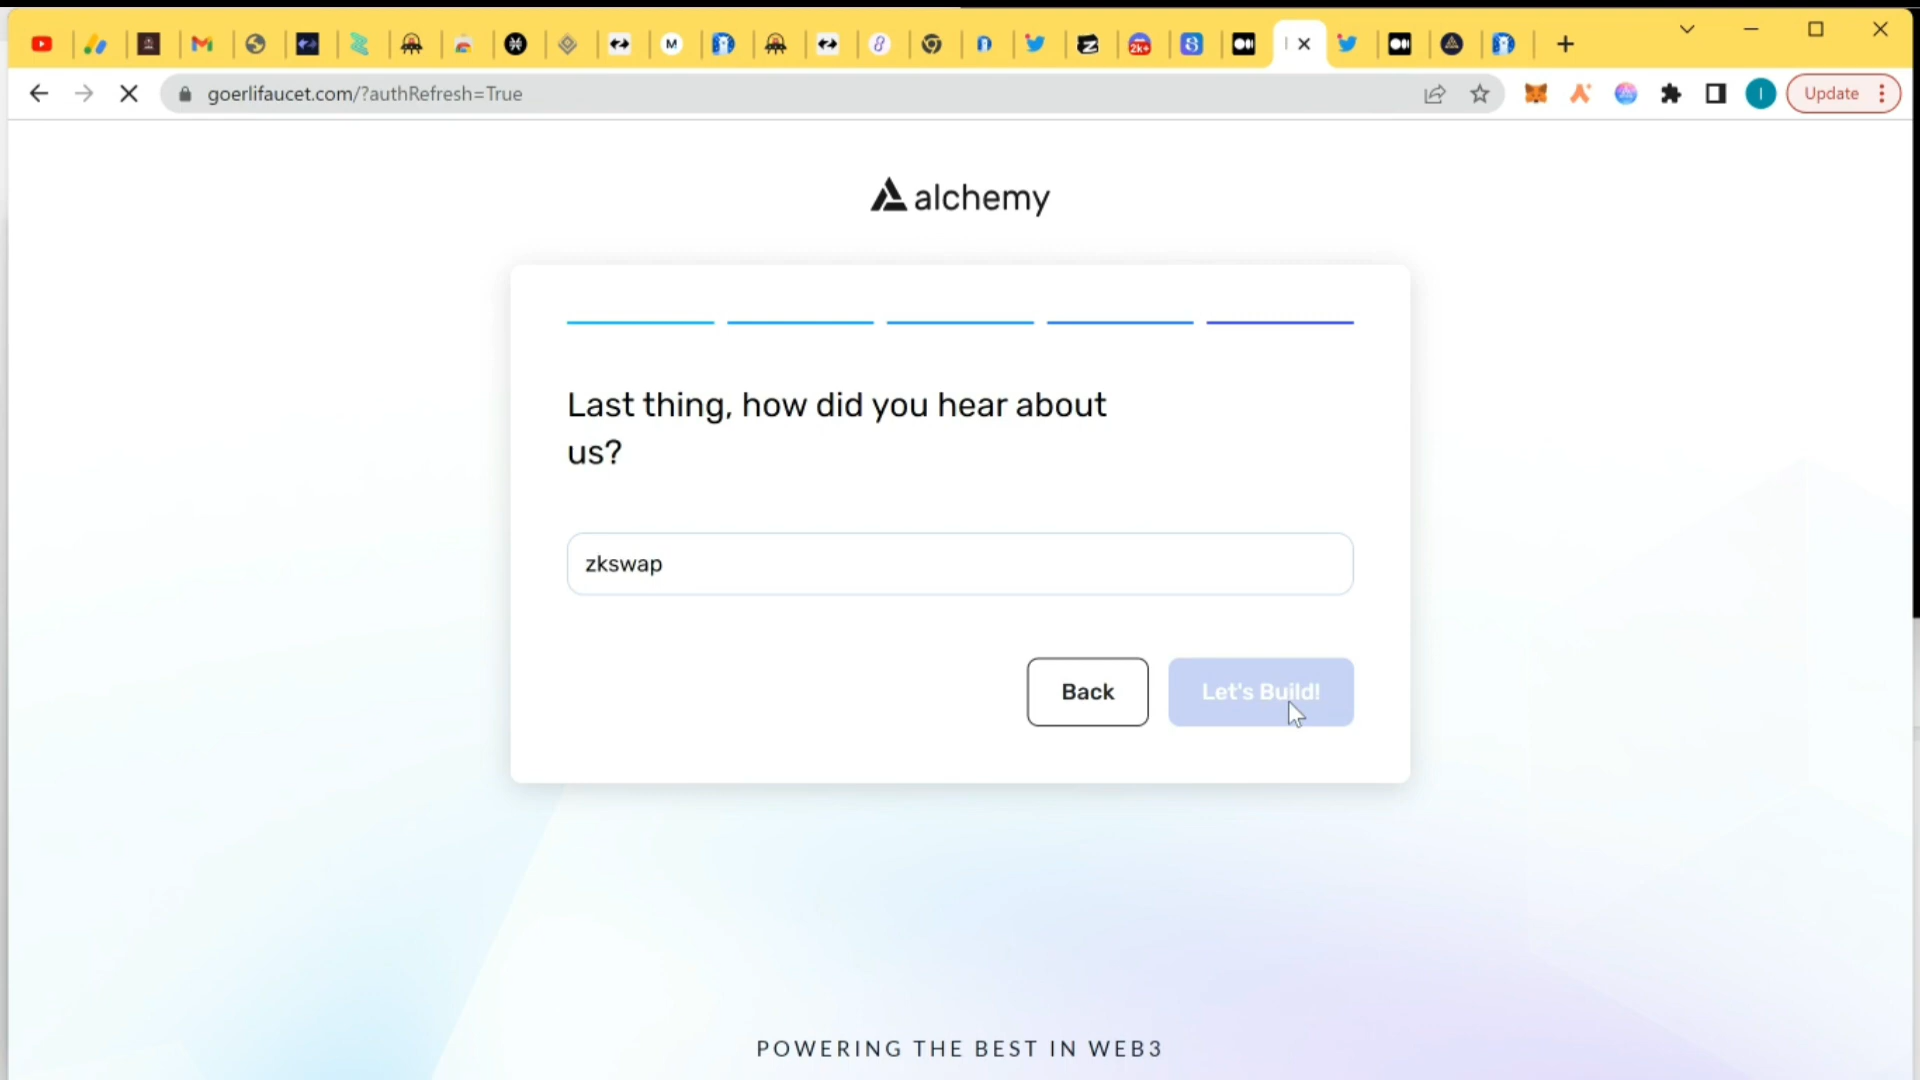 goerlifaucet.com/?authRefresh=True
I
Update
alchemy
Last thing, how did you hear about
us?
zkswap
Back
Let's Build!
POWERING THE BEST IN WEB3